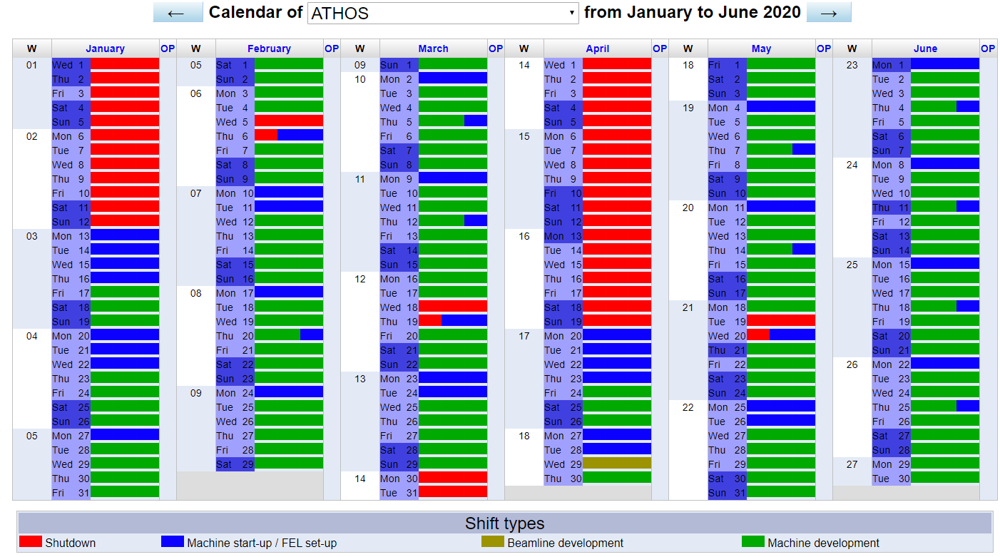 ← Calendar of ATHOS from January to June 2020 →
W January OP W February OP W March OP W April OP W May OP W June OP
01 Wed 1 05 Sat 1 09 Sun 1 14 Wed 1 18 Fri 1 23 Mon 1
Thu 2 Sun 2 10 Mon 2 Thu 2 Sat 2 Tue 2
Fri 3 06 Mon 3 Tue 3 Fri 3 Sun 3 Wed 3
Sat 4 Tue 4 Wed 4 Sat 4 19 Mon 4 Thu 4
Sun 5 Wed 5 Thu 5 Sun 5 Tue 5 Fri 5
02 Mon 6 Thu 6 Fri 6 15 Mon 6 Wed 6 Sat 6
Tue 7 Fri 7 Sat 7 Tue 7 Thu 7 Sun 7
Wed 8 Sat 8 Sun 8 Wed 8 Fri 8 24 Mon 8
Thu 9 Sun 9 11 Mon 9 Thu 9 Sat 9 Tue 9
Fri 10 07 Mon 10 Tue 10 Fri 10 Sun 10 Wed 10
Sat 11 Tue 11 Wed 11 Sat 11 20 Mon 11 Thu 11
Sun 12 Wed 12 Thu 12 Sun 12 Tue 12 Fri 12
03 Mon 13 Thu 13 Fri 13 16 Mon 13 Wed 13 Sat 13
Tue 14 Fri 14 Sat 14 Tue 14 Thu 14 Sun 14
Wed 15 Sat 15 Sun 15 Wed 15 Fri 15 25 Mon 15
Thu 16 Sun 16 12 Mon 16 Thu 16 Sat 16 Tue 16
Fri 17 08 Mon 17 Tue 17 Fri 17 Sun 17 Wed 17
Sat 18 Tue 18 Wed 18 Sat 18 21 Mon 18 Thu 18
Sun 19 Wed 19 Thu 19 Sun 19 Tue 19 Fri 19
04 Mon 20 Thu 20 Fri 20 17 Mon 20 Wed 20 Sat 20
Tue 21 Fri 21 Sat 21 Tue 21 Thu 21 Sun 21
Wed 22 Sat 22 Sun 22 Wed 22 Fri 22 26 Mon 22
Thu 23 Sun 23 13 Mon 23 Thu 23 Sat 23 Tue 23
Fri 24 09 Mon 24 Tue 24 Fri 24 Sun 24 Wed 24
Sat 25 Tue 25 Wed 25 Sat 25 22 Mon 25 Thu 25
Sun 26 Wed 26 Thu 26 Sun 26 Tue 26 Fri 26
05 Mon 27 Thu 27 Fri 27 18 Mon 27 Wed 27 Sat 27
Tue 28 Fri 28 Sat 28 Tue 28 Thu 28 Sun 28
Wed 29 Sat 29 Sun 29 Wed 29 Fri 29 27 Mon 29
Thu 30 14 Mon 30 Thu 30 Sat 30 Tue 30
Fri 31 Tue 31 Sun 31
Shift types
Shutdown Machine start-up / FEL set-up Beamline development Machine development